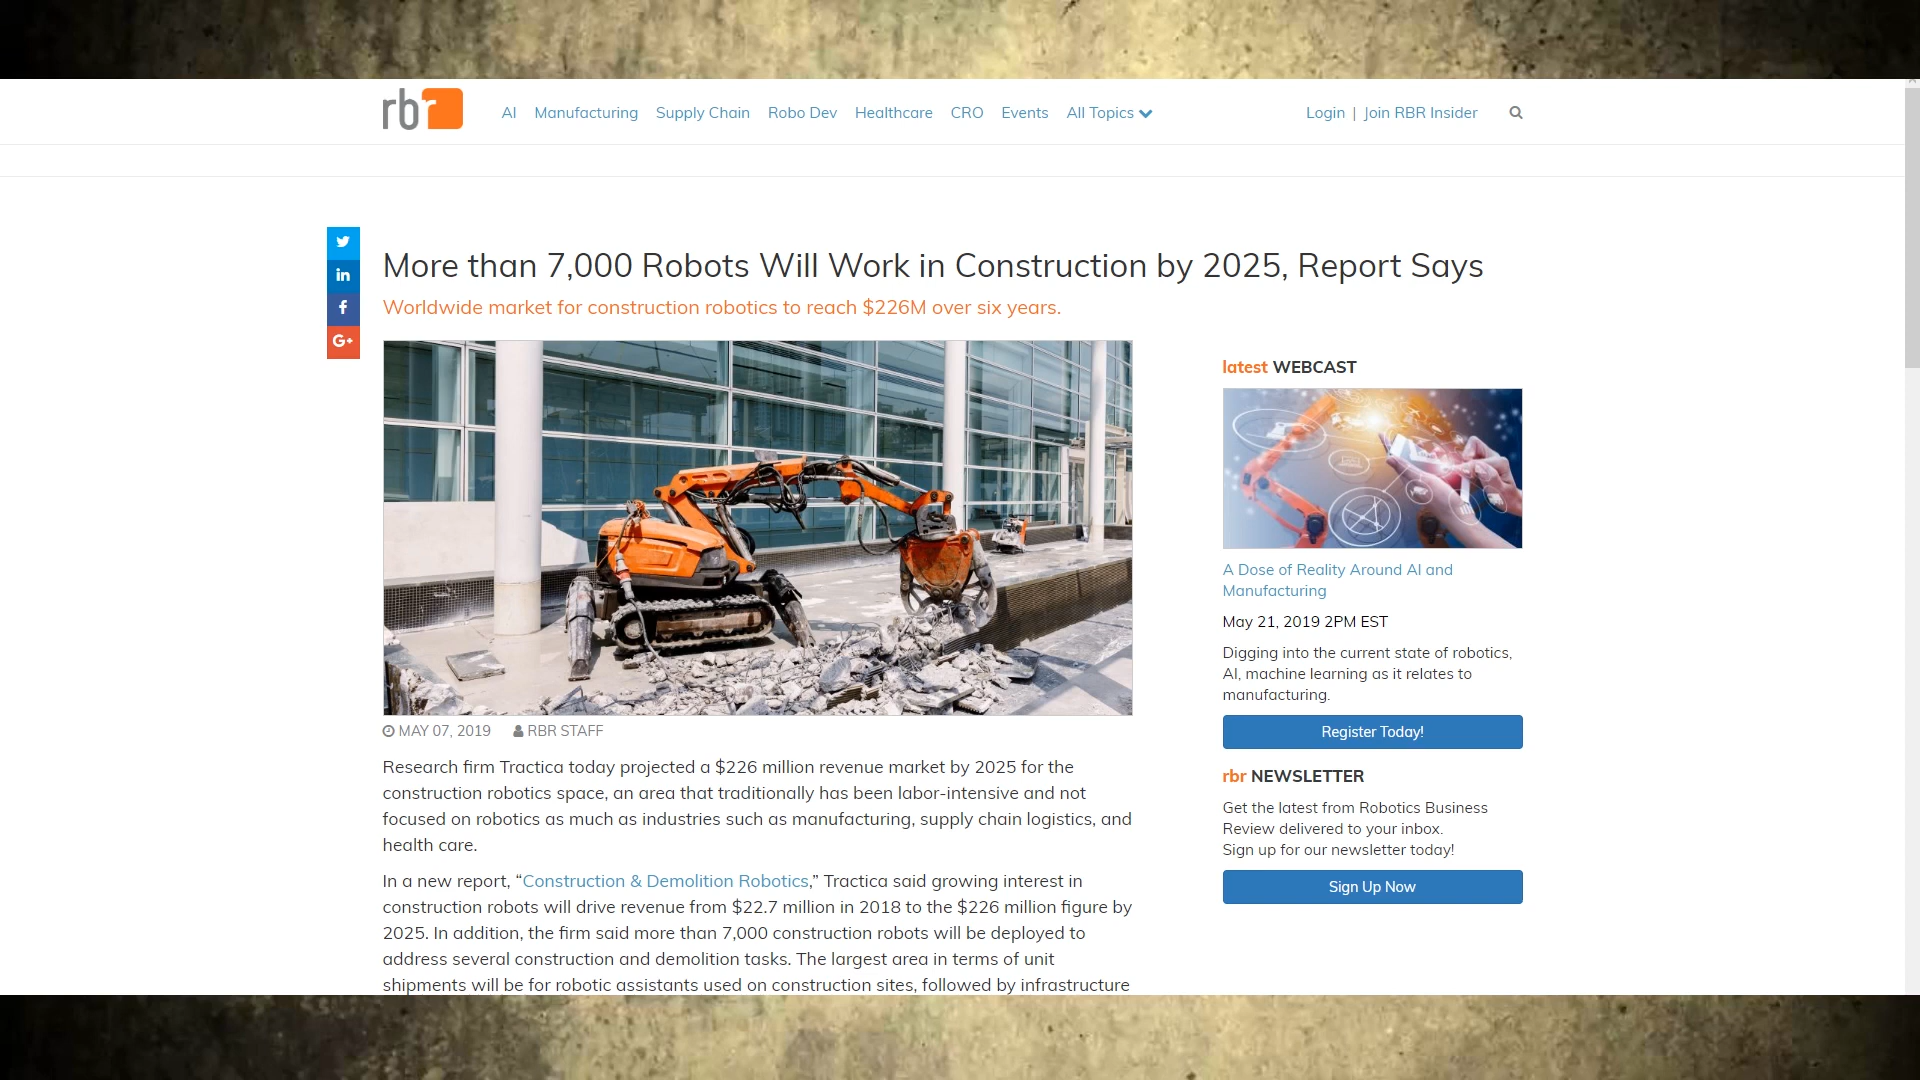 rbr
AI Manufacturing Supply Chain Robo Dev Healthcare CRO Events All Topics
Login | Join RBR Insider
More than 7,000 Robots Will Work in Construction by 2025, Report Says
Worldwide market for construction robotics to reach $226M over six years.
in
f
G+
MAY 07, 2019 RBR STAFF
Research firm Tractica today projected a $226 million revenue market by 2025 for the
construction robotics space, an area that traditionally has been labor-intensive and not
focused on robotics as much as industries such as manufacturing, supply chain logistics, and
health care.
In a new report, “Construction & Demolition Robotics,” Tractica said growing interest in
construction robots will drive revenue from $22.7 million in 2018 to the $226 million figure by
2025. In addition, the firm said more than 7,000 construction robots will be deployed to
address several construction and demolition tasks. The largest area in terms of unit
shipments will be for robotic assistants used on construction sites, followed by infrastructure
latest WEBCAST
A Dose of Reality Around AI and
Manufacturing
May 21, 2019 2PM EST
Digging into the current state of robotics,
AI, machine learning as it relates to
manufacturing.
Register Today!
rbr NEWSLETTER
Get the latest from Robotics Business
Review delivered to your inbox.
Sign up for our newsletter today!
Sign Up Now